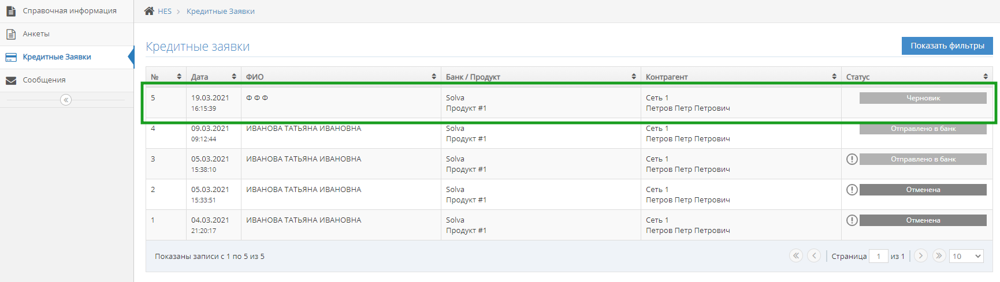 Справочная информация
Анкеты
Кредитные Заявки
Сообщения
HES Кредитные Заявки
Кредитные заявки
Показать фильтры
№ Дата ФИО Банк / Продукт Контрагент Статус
5 19.03.2021 Ф Ф Ф Solva Сеть 1 Черновик
16:15:39 Продукт #1 Петров Петр Петрович
4 09.03.2021 ИВАНОВА ТАТЬЯНА ИВАНОВНА Solva Сеть 1 Отправлено в банк
09:12:44 Продукт #1 Петров Петр Петрович
3 05.03.2021 ИВАНОВА ТАТЬЯНА ИВАНОВНА Solva Сеть 1 Отправлено в банк
15:38:10 Продукт #1 Петров Петр Петрович
2 05.03.2021 ИВАНОВА ТАТЬЯНА ИВАНОВНА Solva Сеть 1 Отменена
15:33:51 Продукт #1 Петров Петр Петрович
1 04.03.2021 ИВАНОВА ТАТЬЯНА ИВАНОВНА Solva Сеть 1 Отменена
21:20:17 Продукт #1 Петров Петр Петрович
Показаны записи с 1 по 5 из 5 Страница 1 из 1 10